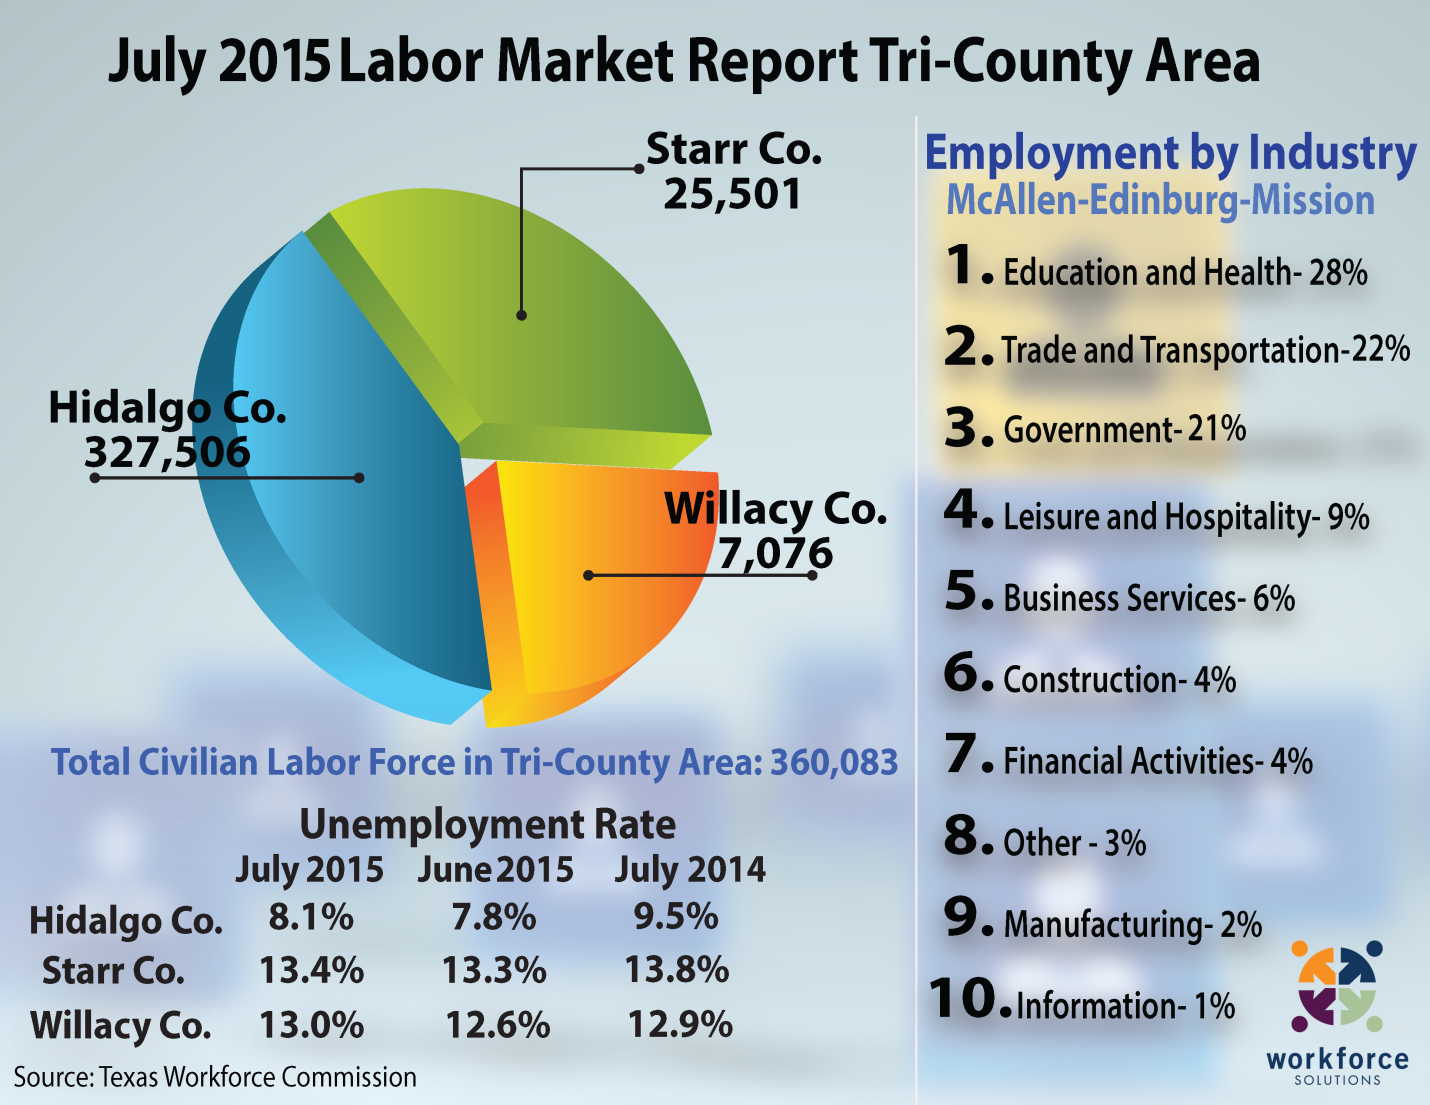 July 2015 Labor Market Report Tri-County Area
Starr Co.
25,501
Hidalgo Co.
327,506
Willacy Co.
7,076
Total Civilian Labor Force in Tri-County Area: 360,083
Unemployment Rate
July 2015 June 2015 July 2014
Hidalgo Co. 8.1% 7.8% 9.5%
Starr Co. 13.4% 13.3% 13.8%
Willacy Co. 13.0% 12.6% 12.9%
Source: Texas Workforce Commission
Employment by Industry
McAllen-Edinburg-Mission
1. Education and Health- 28%
2. Trade and Transportation-22%
3. Government- 21%
4. Leisure and Hospitality- 9%
5. Business Services- 6%
6. Construction- 4%
7. Financial Activities- 4%
8. Other - 3%
9. Manufacturing- 2%
10. Information- 1%
workforce
SOLUTIONS